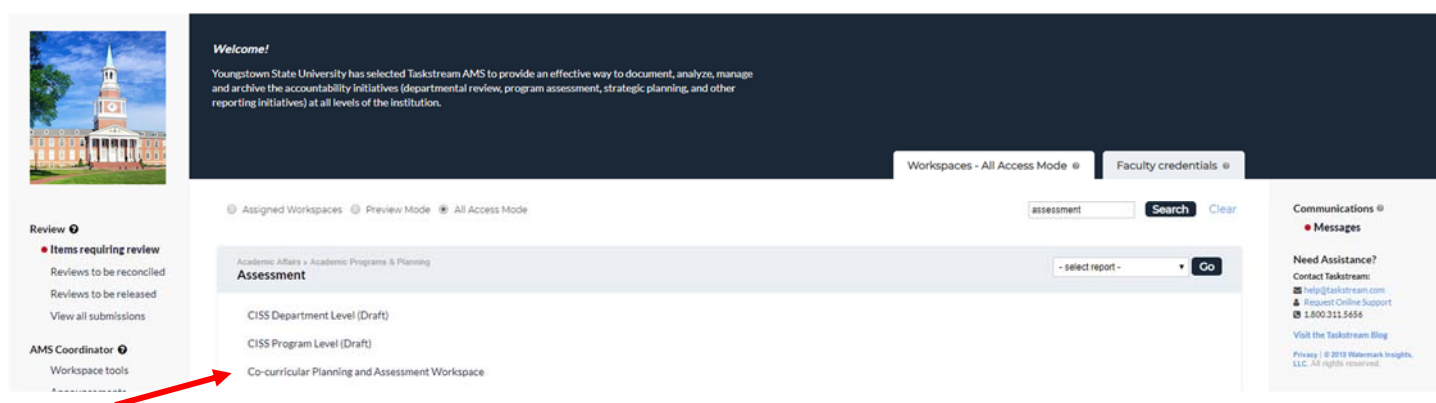 Welcome!
Youngstown State University has selected Taskstream AMS to provide an effective way to document, analyze, manage
and archive the accountability initiatives (departmental review, program assessment, strategic planning, and other
reporting initiatives) at all levels of the institution.
Workspaces - All Access Mode
Faculty credentials
Assigned Workspaces Preview Mode All Access Mode
assessment Search Clear
Review
Items requiring review
Reviews to be reconciled
Reviews to be released
View all submissions
AMS Coordinator
Workspace tools
Announcements
Academic Affairs » Academic Programs & Planning
Assessment
- select report - Go
CISS Department Level (Draft)
CISS Program Level (Draft)
Co-curricular Planning and Assessment Workspace
Communications
Messages
Need Assistance?
Contact Taskstream:
help@taskstream.com
Request Online Support
1.800.311.5656
Visit the Taskstream Blog
Privacy | © 2018 Watermark Insights,
LLC. All rights reserved.